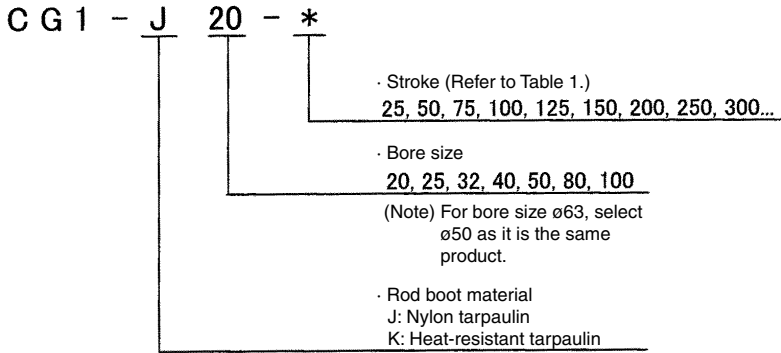 CG1-J 20-*
· Stroke (Refer to Table 1.)
25, 50, 75, 100, 125, 150, 200, 250, 300...
· Bore size
20, 25, 32, 40, 50, 80, 100
(Note) For bore size ø63, select
ø50 as it is the same
product.
· Rod boot material
J: Nylon tarpaulin
K: Heat-resistant tarpaulin